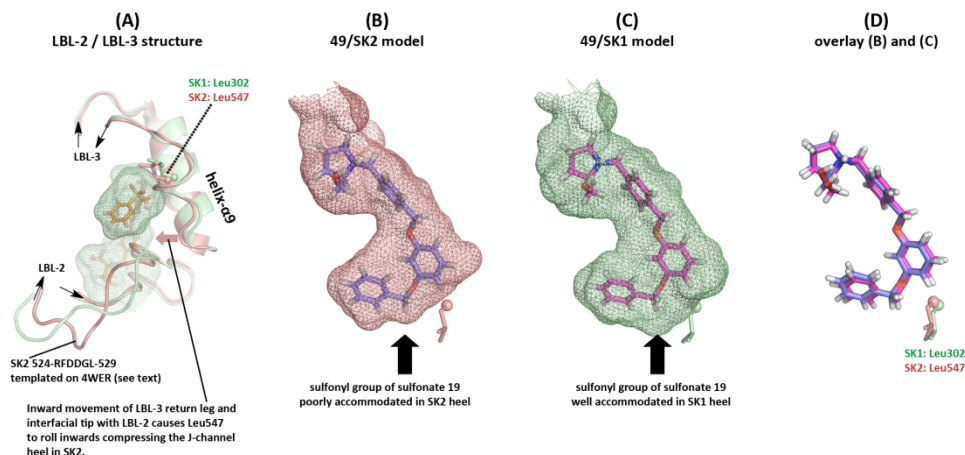 (A)
LBL-2 / LBL-3 structure
(B)
49/SK2 model
(C)
49/SK1 model
(D)
overlay (B) and (C)
SK1: Leu302
SK2: Leu547
LBL-3
helix-α9
LBL-2
SK2 524-RFDDGL-529
templated on 4WER (see text)
Inward movement of LBL-3 return leg and
interfacial tip with LBL-2 causes Leu547
to roll inwards compressing the J-channel
heel in SK2.
sulfonyl group of sulfonate 19
poorly accommodated in SK2 heel
sulfonyl group of sulfonate 19
well accommodated in SK1 heel
SK1: Leu302
SK2: Leu547